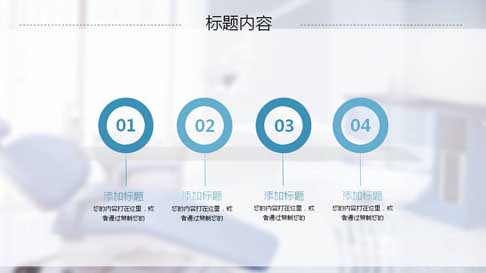 标题内容
01
02
03
04
添加标题
您的内容打在这里，或
者通过复制您的
添加标题
您的内容打在这里，或
者通过复制您的
添加标题
您的内容打在这里，或
者通过复制您的
添加标题
您的内容打在这里，或
者通过复制您的